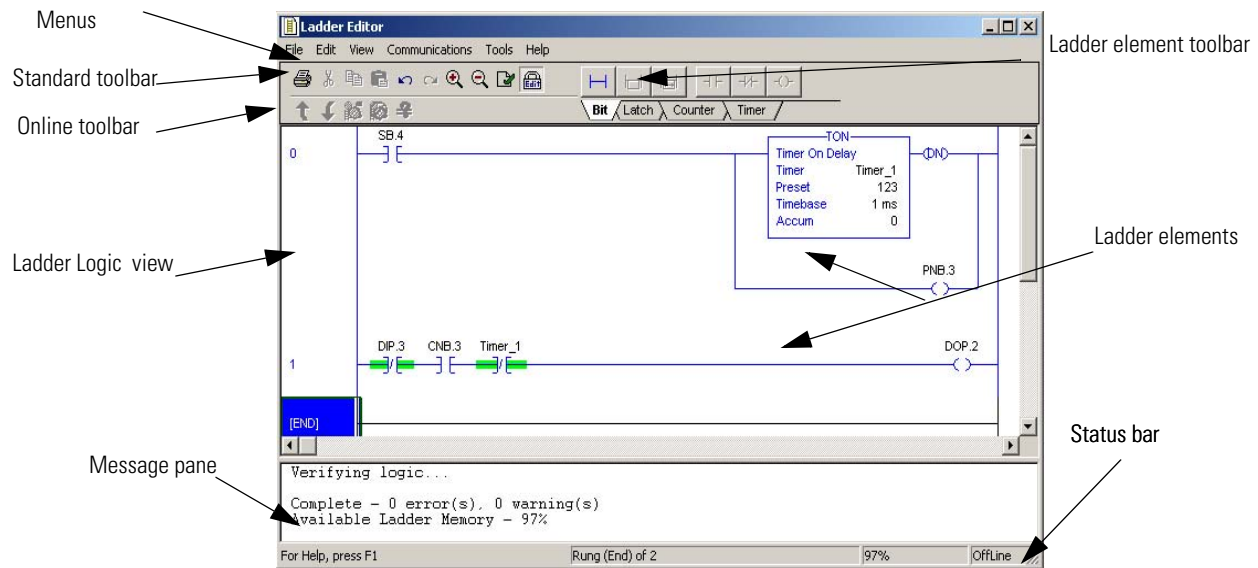 Menus
Standard toolbar
Online toolbar
Ladder Logic view
Message pane
Ladder element toolbar
Ladder elements
Status bar
Ladder Editor
File Edit View Communications Tools Help
Edit
Bit Latch Counter Timer
0
SB.4
TON
Timer On Delay
Timer Timer_1
Preset 123
Timebase 1 ms
Accum 0
DN
PNB.3
1
DIP.3 CNB.3 Timer_1 DOP.2
[END]
Verifying logic...
Complete - 0 error(s), 0 warning(s)
Available Ladder Memory - 97%
For Help, press F1 Rung (End) of 2 97% OffLine